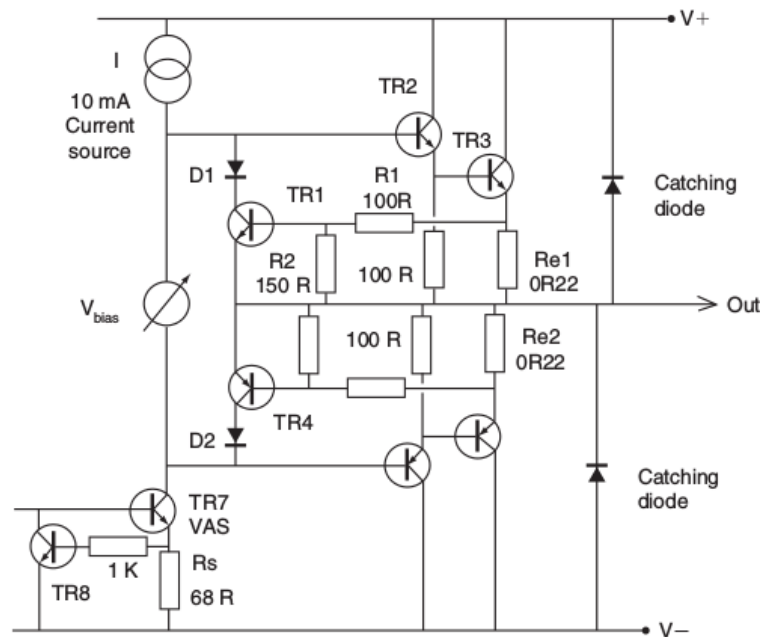 V+
I
10 mA
Current
source
TR2
TR3
D1
TR1
R1
100R
Catching
diode
R2
150 R
100 R
Re1
0R22
Vbias
Out
100 R
Re2
0R22
TR4
D2
Catching
diode
TR7
VAS
1 K
Rs
TR8
68 R
V−